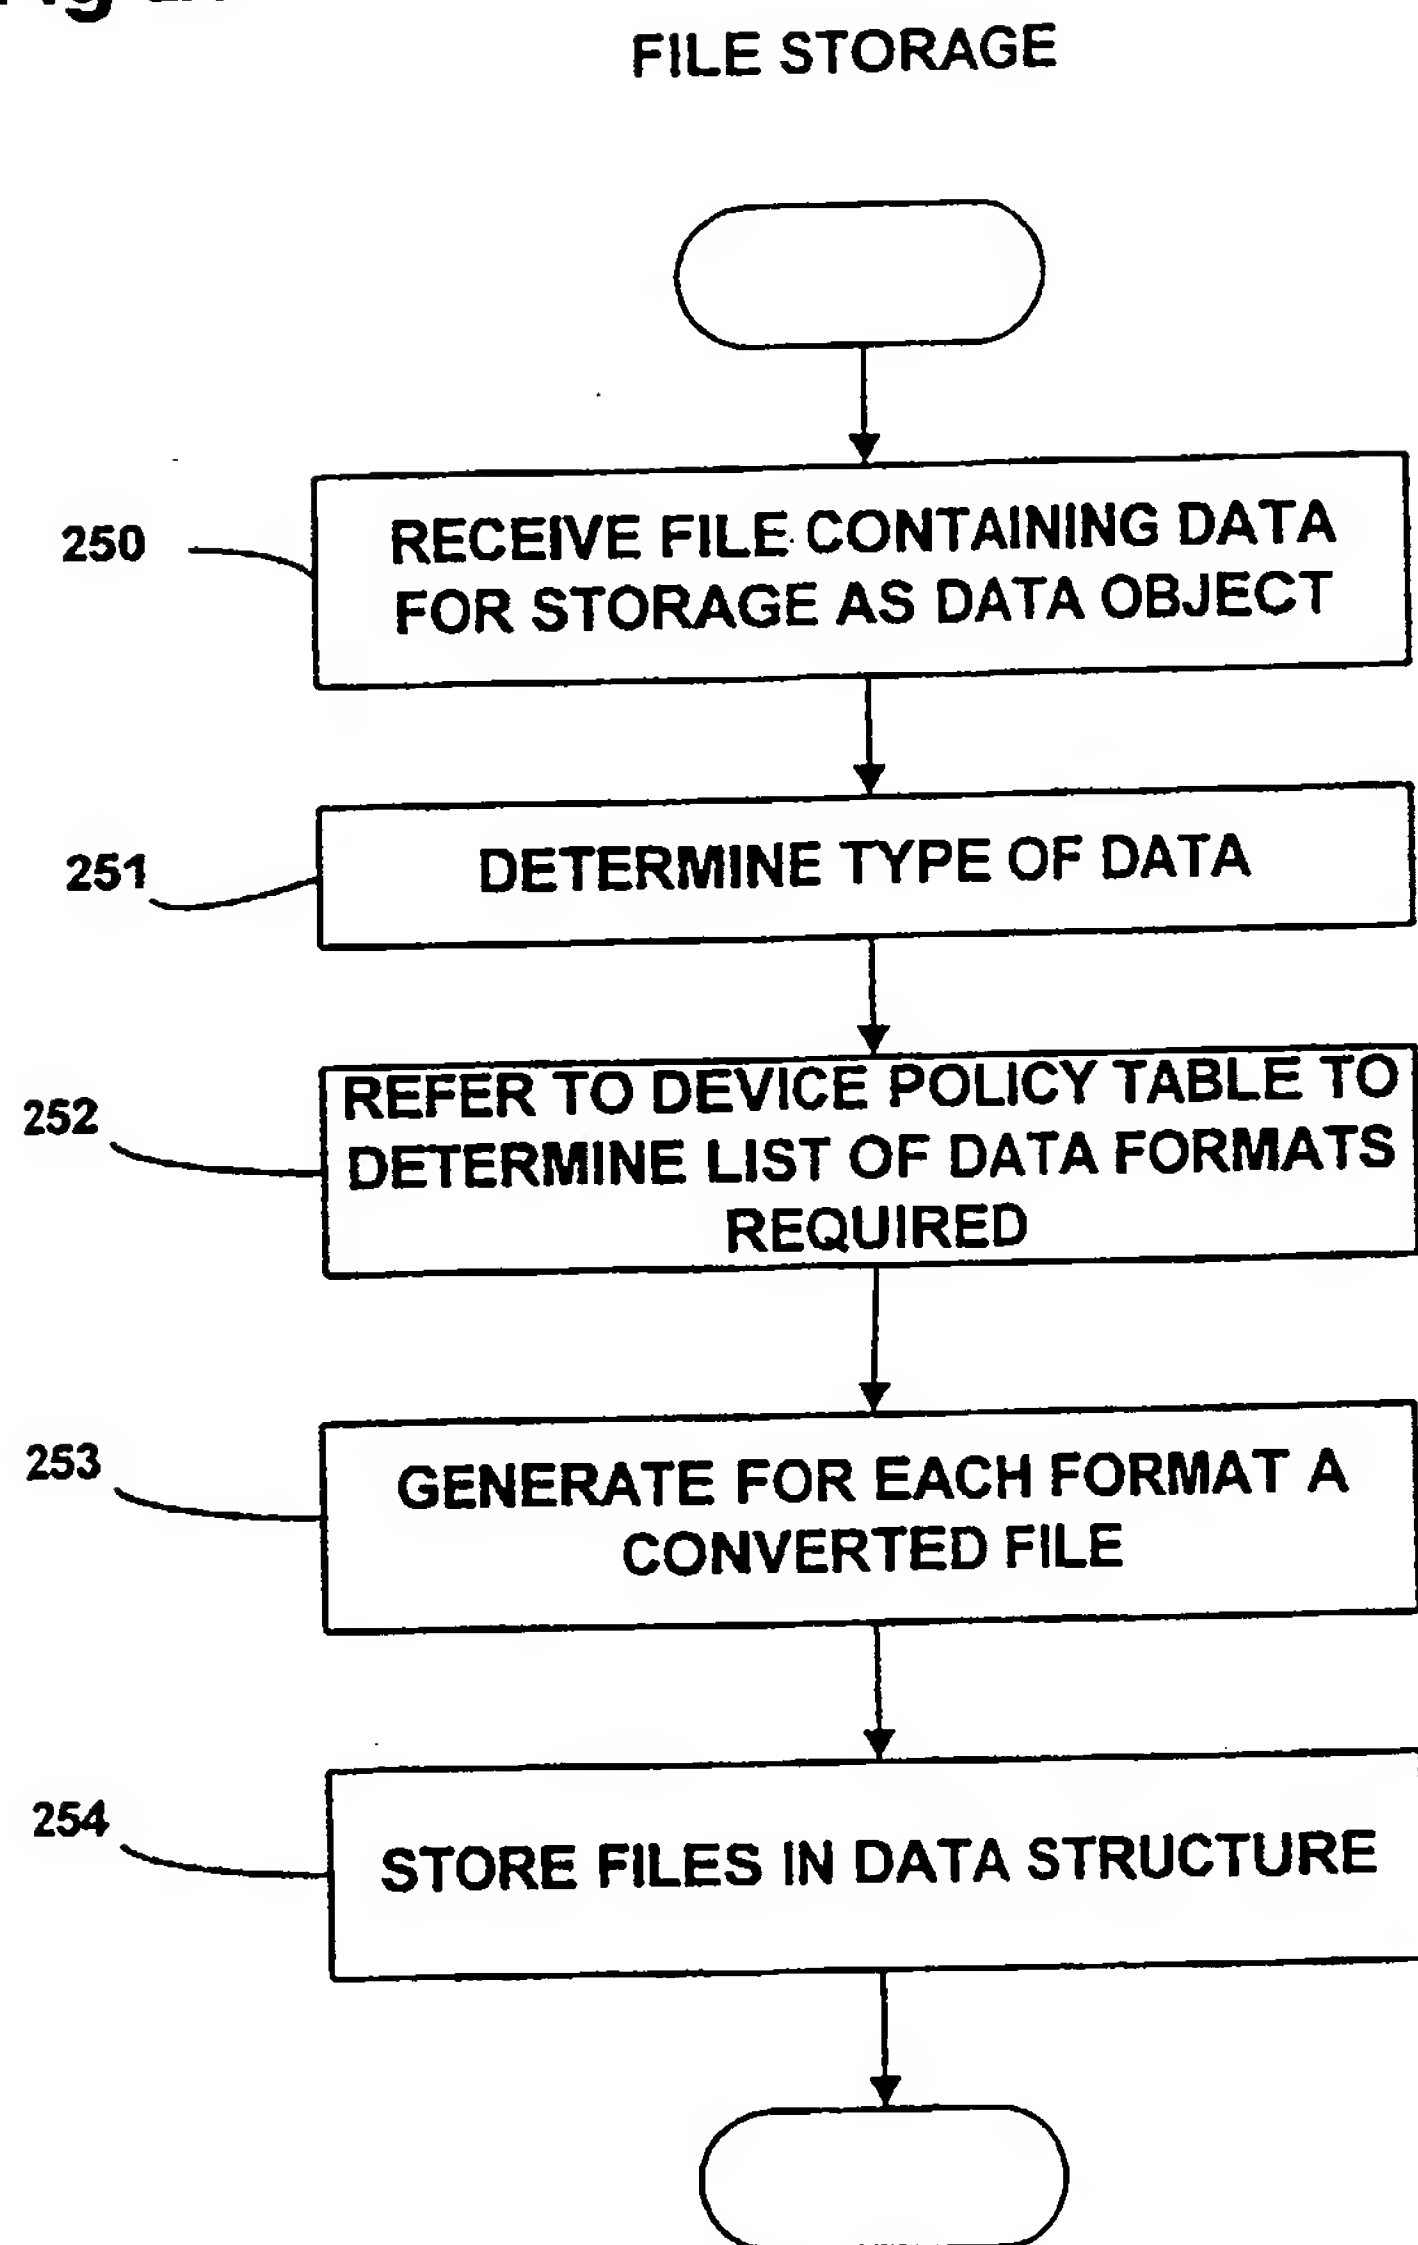 FILE STORAGE
250
RECEIVE FILE CONTAINING DATA
FOR STORAGE AS DATA OBJECT
251
DETERMINE TYPE OF DATA
252
REFER TO DEVICE POLICY TABLE TO
DETERMINE LIST OF DATA FORMATS
REQUIRED
253
GENERATE FOR EACH FORMAT A
CONVERTED FILE
254
STORE FILES IN DATA STRUCTURE